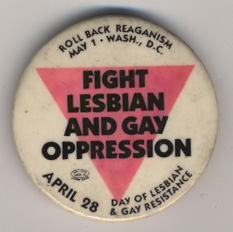 ROLL BACK REAGANISM
MAY 1 · WASH., D.C.
FIGHT
LESBIAN
AND GAY
OPPRESSION
APRIL 28
DAY OF LESBIAN
& GAY RESISTANCE